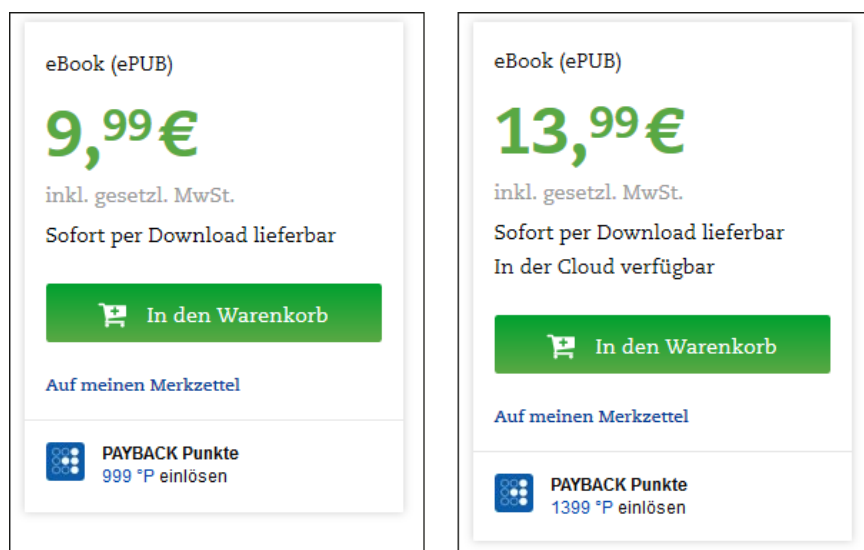 eBook (ePUB)
9,99 €
inkl. gesetzl. MwSt.
Sofort per Download lieferbar
In den Warenkorb
Auf meinen Merkzettel
PAYBACK Punkte
999 °P einlösen
eBook (ePUB)
13,99 €
inkl. gesetzl. MwSt.
Sofort per Download lieferbar
In der Cloud verfügbar
In den Warenkorb
Auf meinen Merkzettel
PAYBACK Punkte
1399 °P einlösen